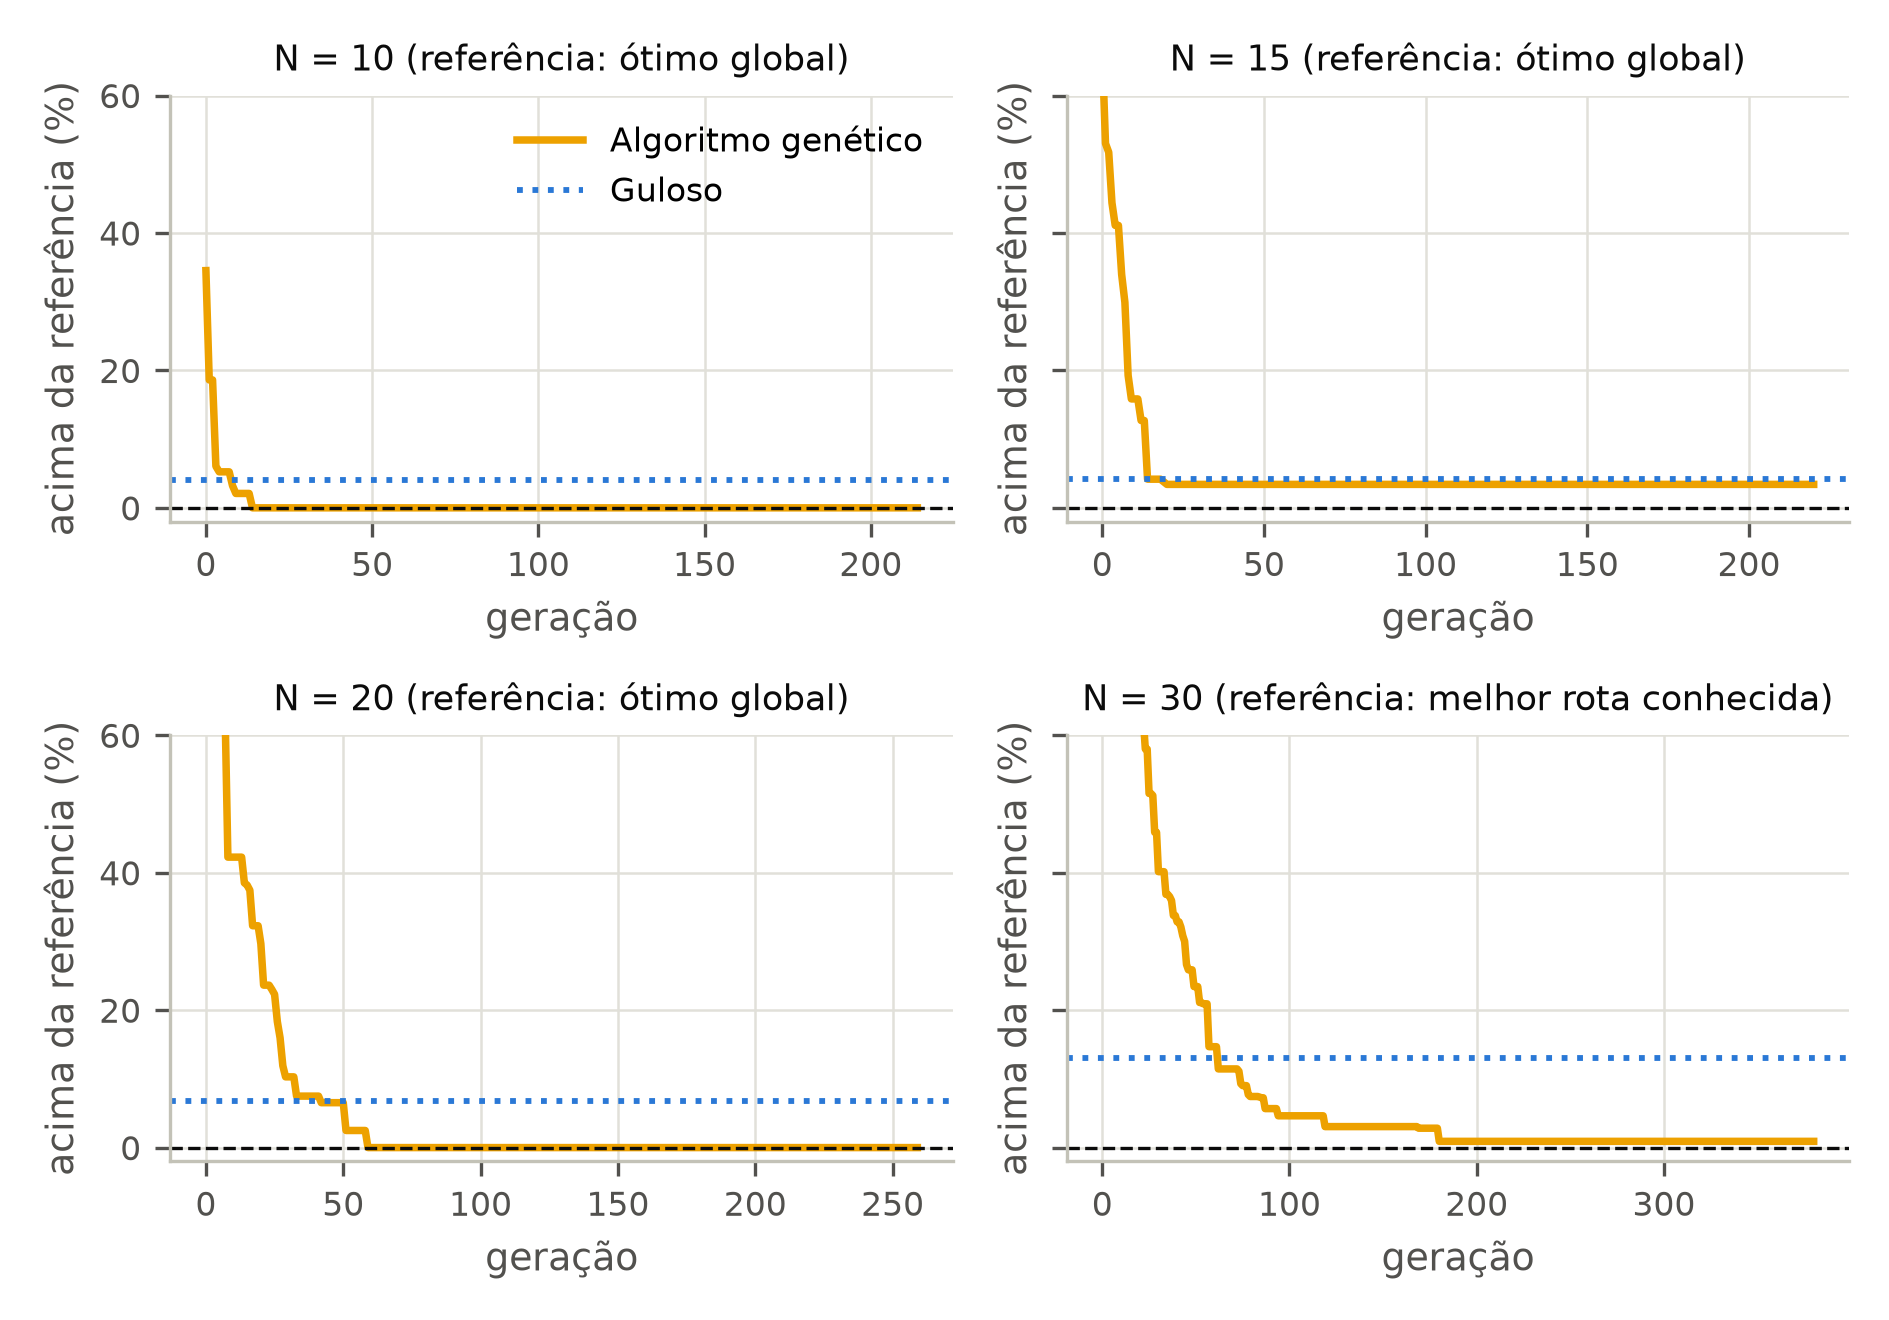 N = 10 (referência: ótimo global)
acima da referência (%)
60
40
20
0
Algoritmo genético
Guloso
0 50 100 150 200
geração
N = 15 (referência: ótimo global)
acima da referência (%)
0 50 100 150 200
geração
N = 20 (referência: ótimo global)
acima da referência (%)
60
40
20
0
0 50 100 150 200 250
geração
N = 30 (referência: melhor rota conhecida)
acima da referência (%)
0 100 200 300
geração